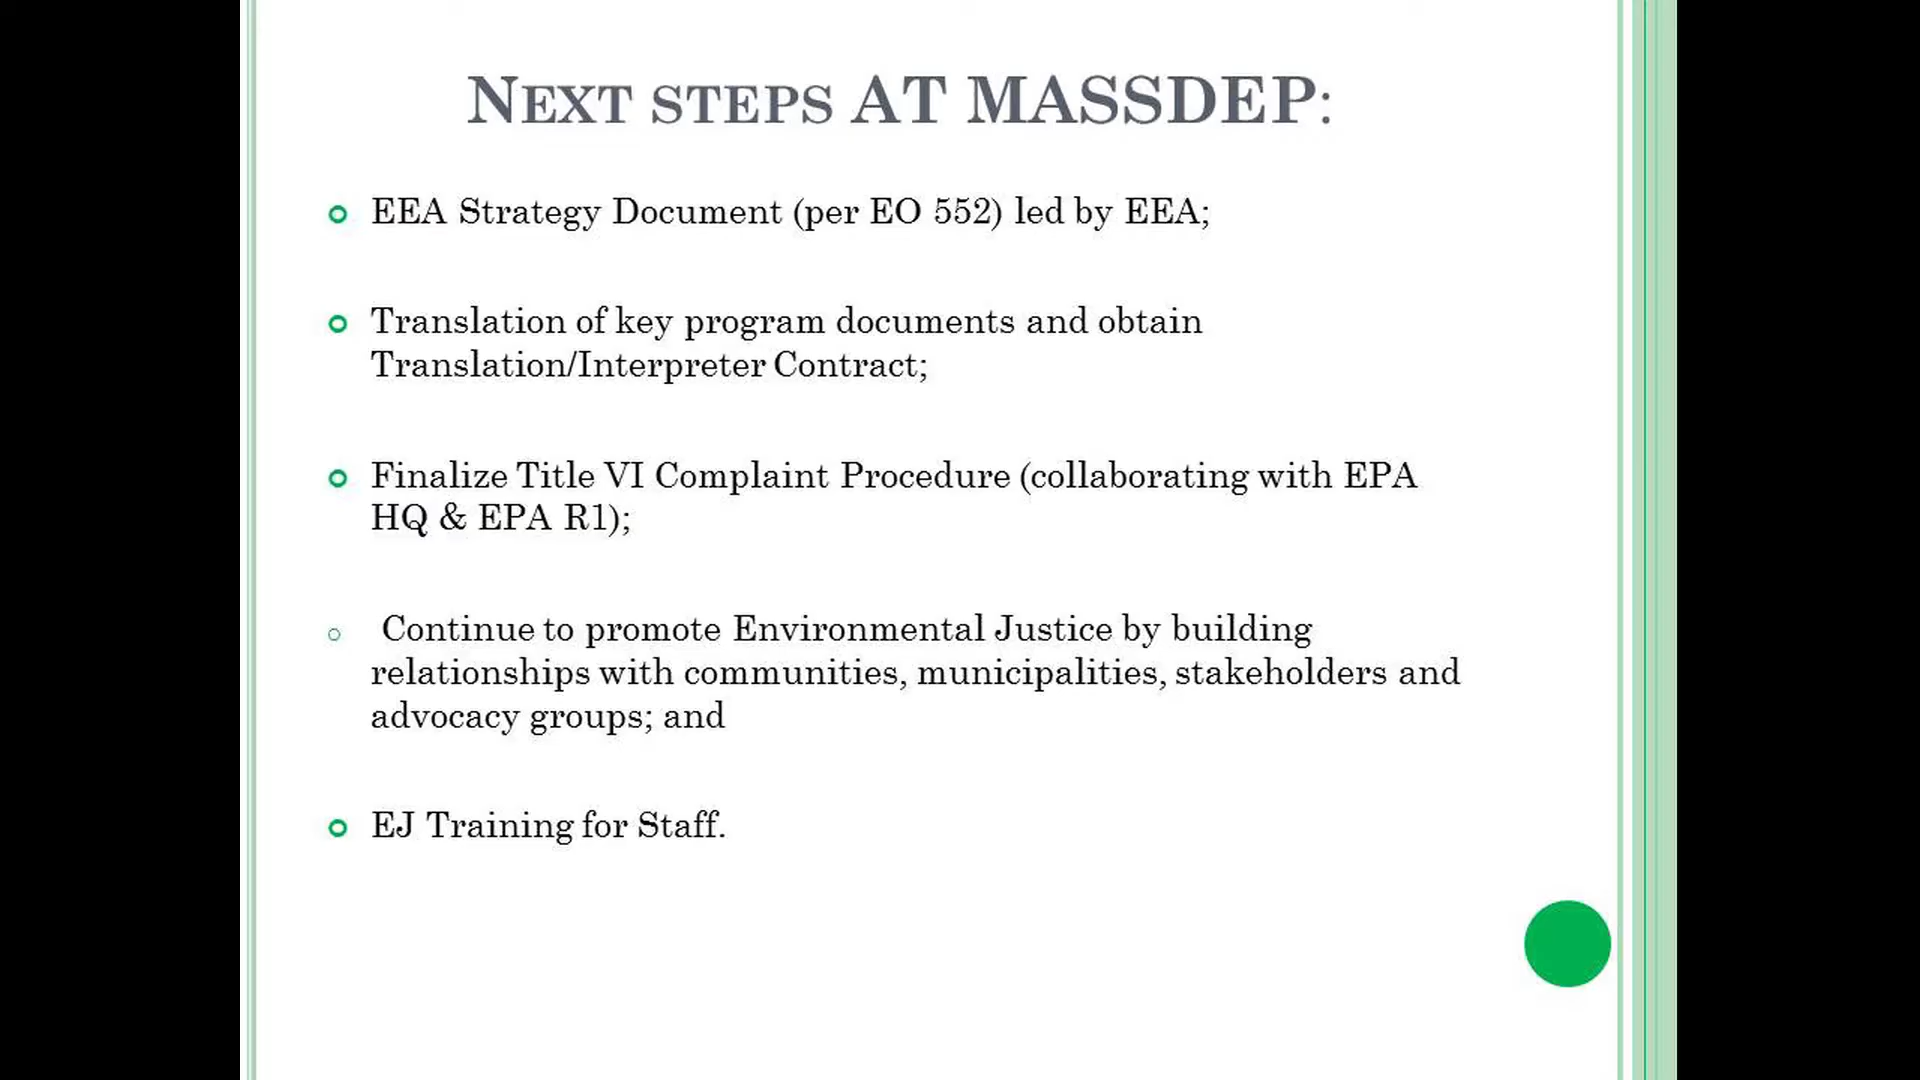 NEXT STEPS AT MASSDEP:
EEA Strategy Document (per EO 552) led by EEA;
Translation of key program documents and obtain
Translation/Interpreter Contract;
Finalize Title VI Complaint Procedure (collaborating with EPA
HQ & EPA R1);
Continue to promote Environmental Justice by building
relationships with communities, municipalities, stakeholders and
advocacy groups; and
EJ Training for Staff.